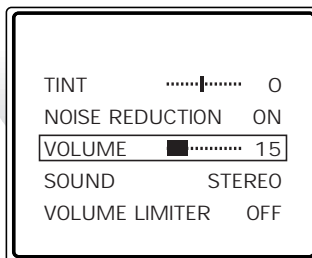 TINT 0
NOISE REDUCTION ON
VOLUME 15
SOUND STEREO
VOLUME LIMITER OFF